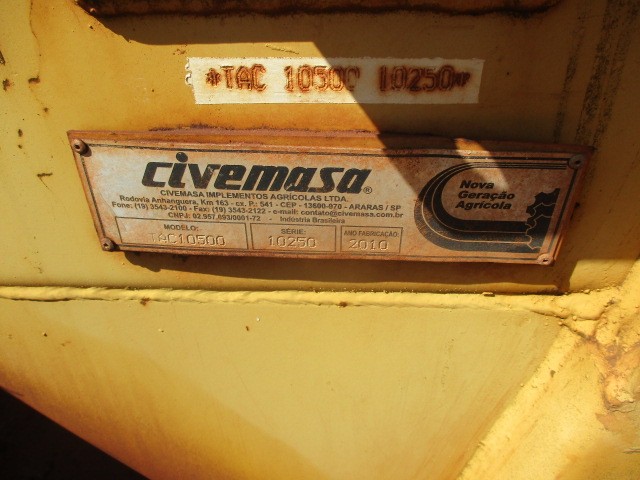 *TAC 10500 10250*
civemasa®
CIVEMASA IMPLEMENTOS AGRÍCOLAS LTDA.
Rodovia Anhanguera, Km 163 - cx. P.: 541 - CEP - 13600-970 - ARARAS / SP
Fone: (19) 3543-2100 - Fax: (19) 3543-2122 - e-mail: contato@civemasa.com.br
CNPJ: 02.957.093/0001-72 - Indústria Brasileira
Nova
Geração
Agrícola
MODELO: SÉRIE: ANO FABRICAÇÃO
TAC10500 10250 2010